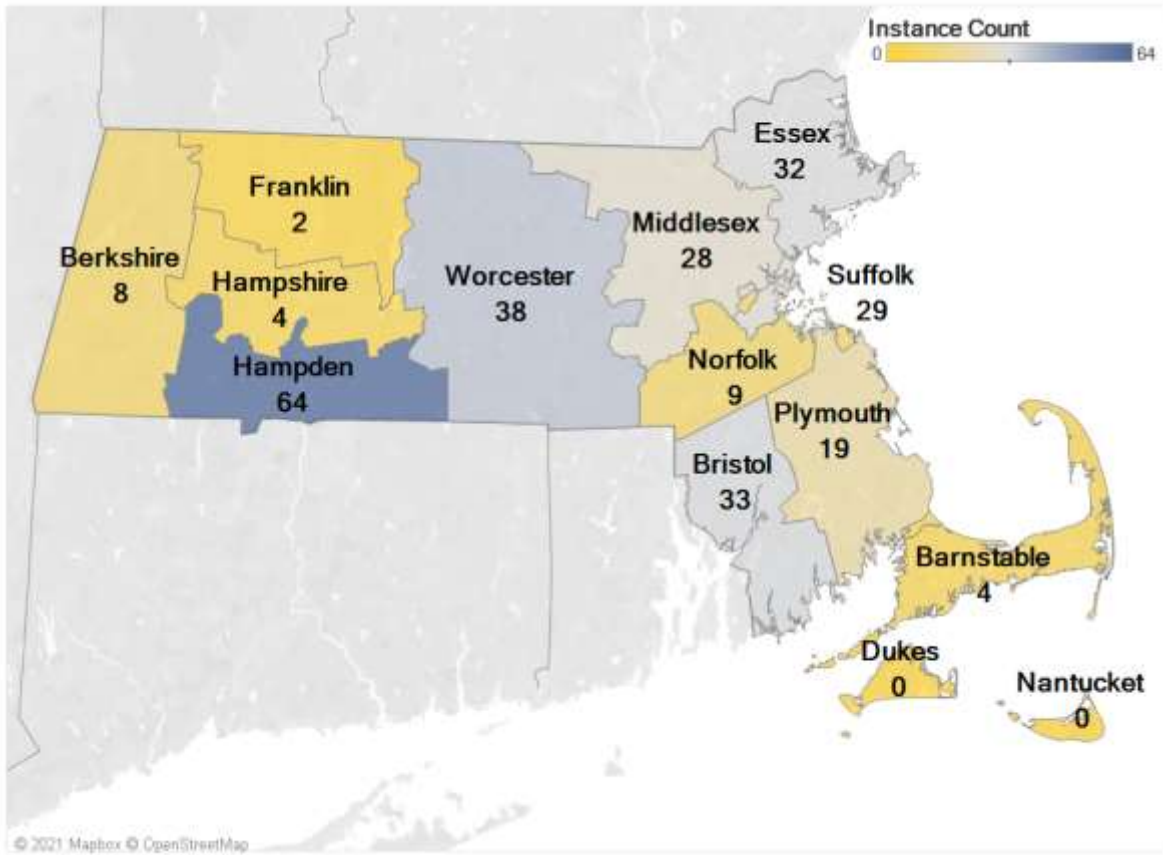 Instance Count
0
64
Essex
32
Franklin
2
Middlesex
28
Berkshire
8
Hampshire
4
Worcester
38
Suffolk
29
Hampden
64
Norfolk
9
Plymouth
19
Bristol
33
Barnstable
4
Dukes
0
Nantucket
0
© 2021 Mapbox © OpenStreetMap